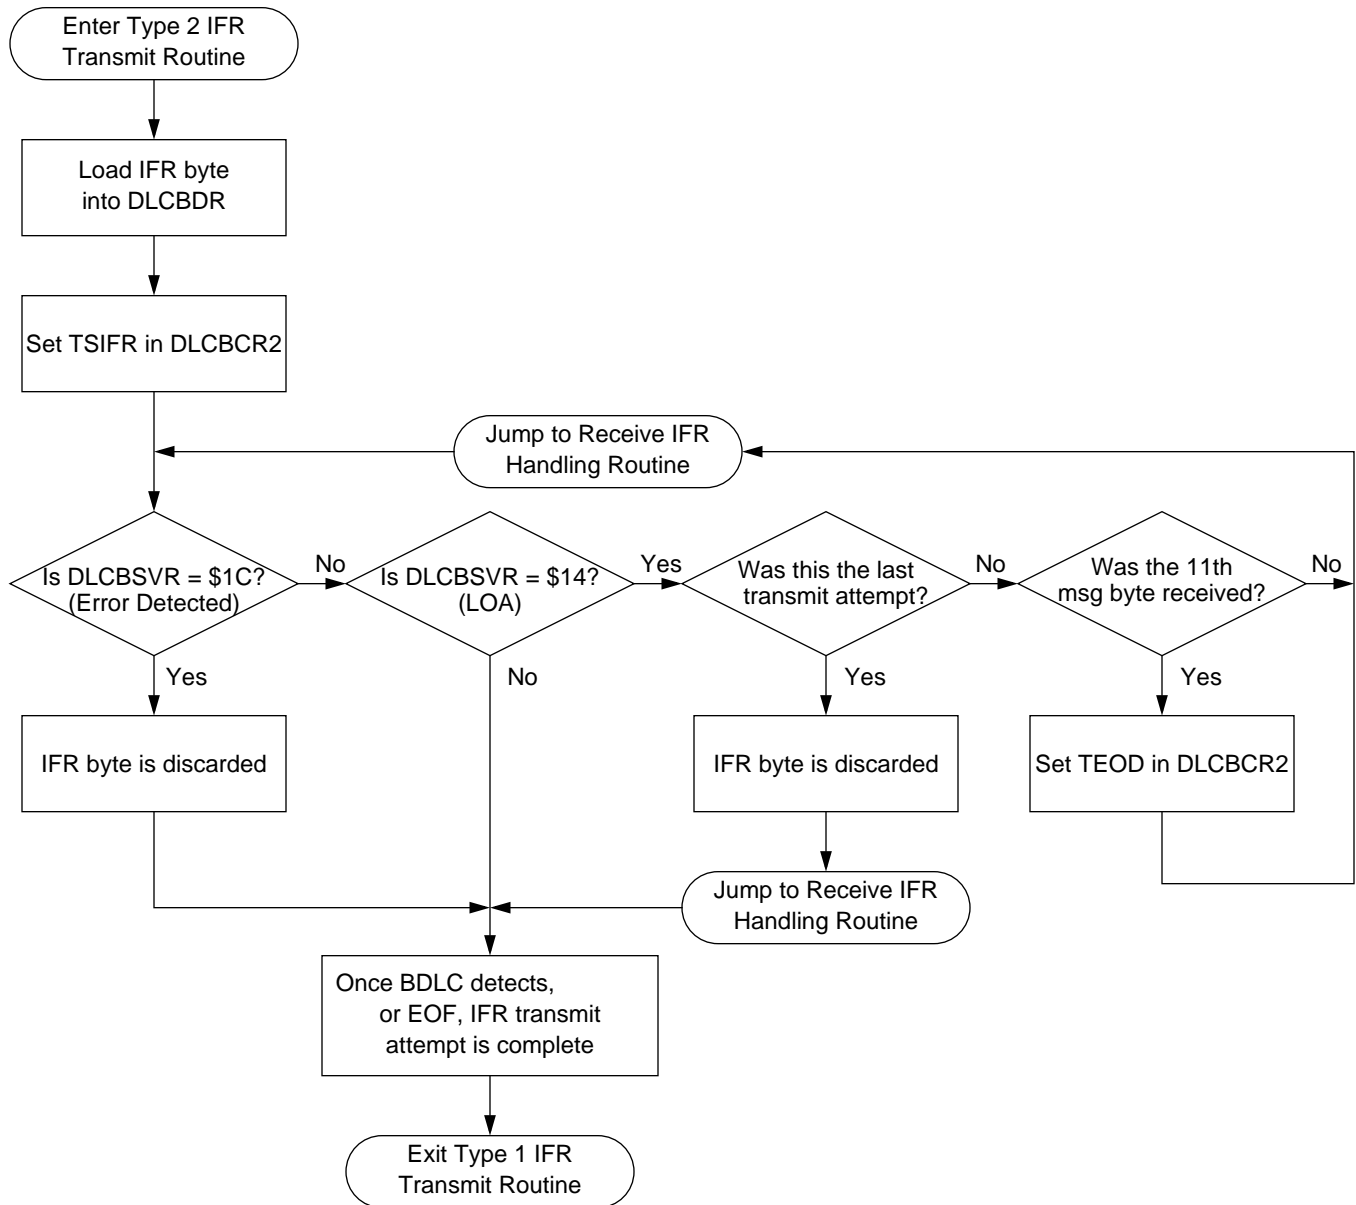 Enter Type 2 IFR
Transmit Routine
Load IFR byte
into DLCBDR
Set TSIFR in DLCBCR2
Jump to Receive IFR
Handling Routine
Is DLCBSVR = $1C?
(Error Detected)
No
Is DLCBSVR = $14?
(LOA)
Yes
Was this the last
transmit attempt?
No
Was the 11th
msg byte received?
No
Yes
No
Yes
Yes
IFR byte is discarded
IFR byte is discarded
Set TEOD in DLCBCR2
Jump to Receive IFR
Handling Routine
Once BDLC detects,
or EOF, IFR transmit
attempt is complete
Exit Type 1 IFR
Transmit Routine